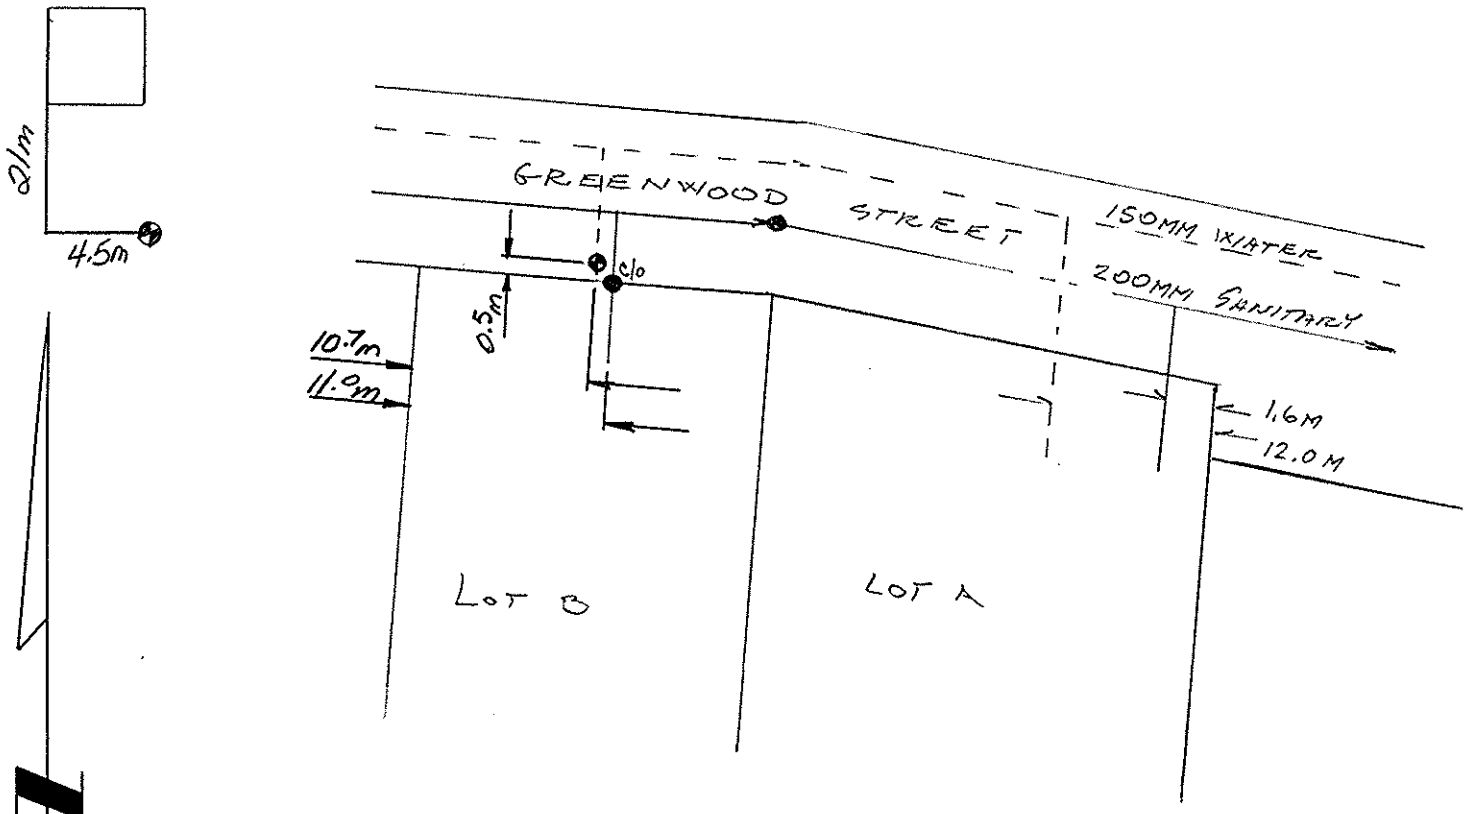 21m
4.5m
GREENWOOD STREET
150MM WATER
200MM SANITARY
c/o
0.5m
10.7m
11.0m
1.6M
12.0M
LOT B
LOT A